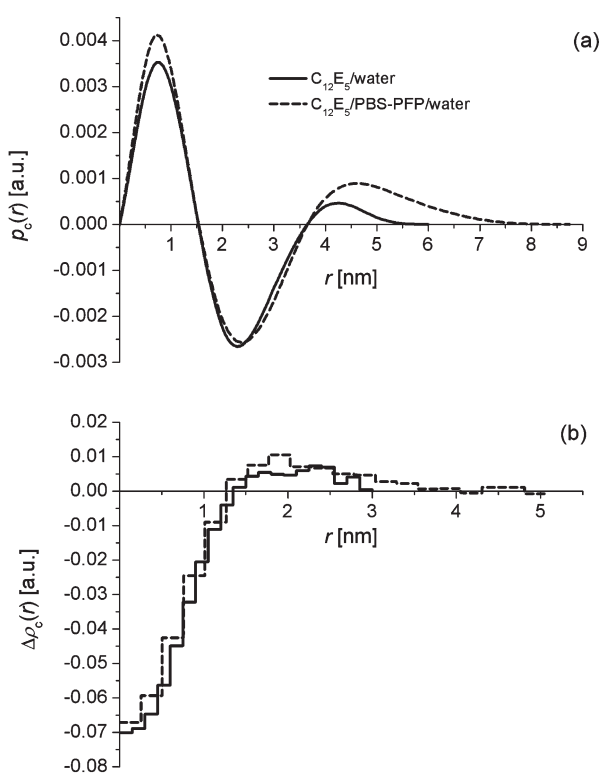 (a)
0.004
0.003
0.002
0.001
0.000
-0.001
-0.002
-0.003
p_c(r) [a.u.]
C₁₂E₅/water
C₁₂E₅/PBS-PFP/water
1 2 3 4 5 6 7 8 9
r [nm]
(b)
0.02
0.01
0.00
-0.01
-0.02
-0.03
-0.04
-0.05
-0.06
-0.07
-0.08
Δρ_c(r) [a.u.]
1 2 3 4 5
r [nm]